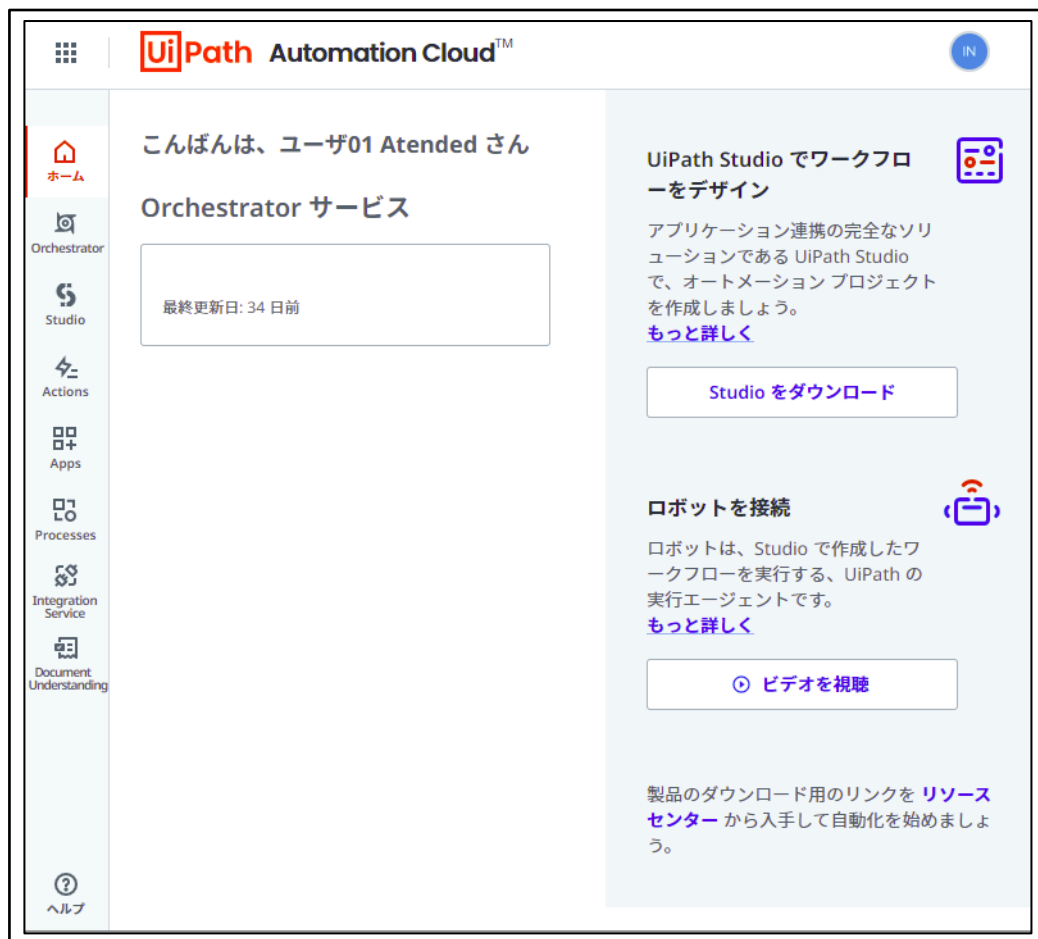 UiPath Automation Cloud™
IN
ホーム
Orchestrator
Studio
Actions
Apps
Processes
Integration
Service
Document
Understanding
ヘルプ
こんばんは、ユーザ01 Atended さん
Orchestrator サービス
最終更新日: 34 日前
UiPath Studio でワークフロ
ーをデザイン
アプリケーション連携の完全なソリ
ューションである UiPath Studio
で、オートメーション プロジェクト
を作成しましょう。
もっと詳しく
Studio をダウンロード
ロボットを接続
ロボットは、Studio で作成したワ
ークフローを実行する、UiPath の
実行エージェントです。
もっと詳しく
ビデオを視聴
製品のダウンロード用のリンクを リソース
センター から入手して自動化を始めましょ
う。